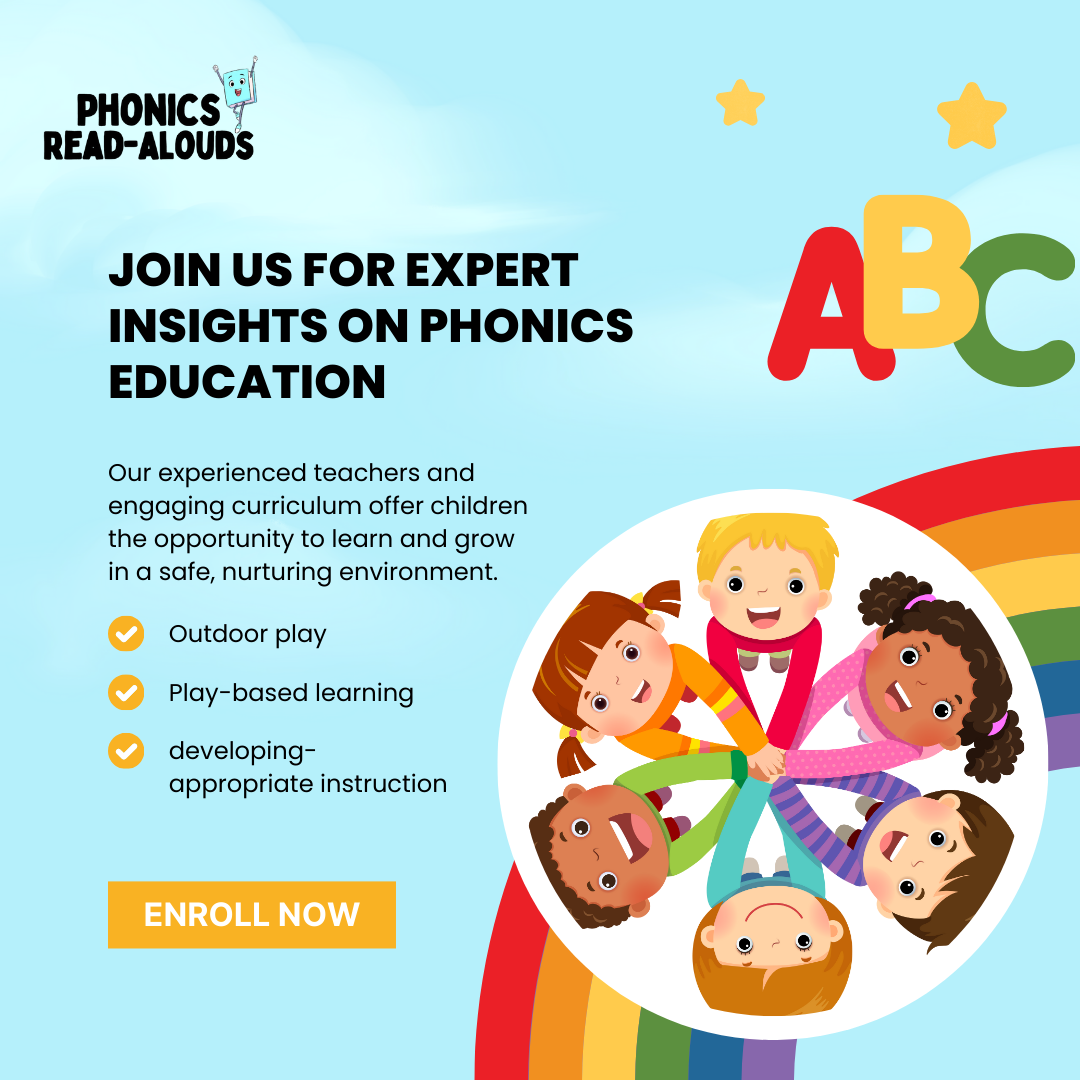 PHONICS
READ-ALOUDS
ABC
JOIN US FOR EXPERT
INSIGHTS ON PHONICS
EDUCATION
Our experienced teachers and
engaging curriculum offer children
the opportunity to learn and grow
in a safe, nurturing environment.
Outdoor play
Play-based learning
developing-
appropriate instruction
ENROLL NOW